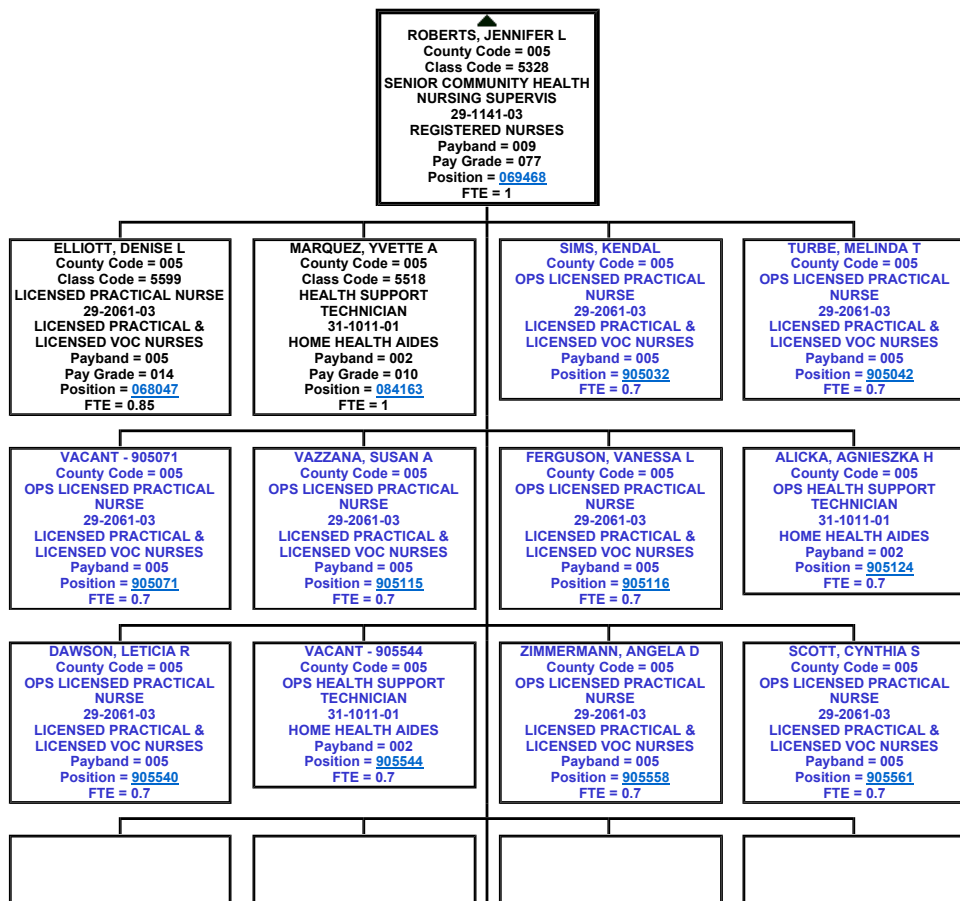 ROBERTS, JENNIFER L
County Code = 005
Class Code = 5328
SENIOR COMMUNITY HEALTH
NURSING SUPERVIS
29-1141-03
REGISTERED NURSES
Payband = 009
Pay Grade = 077
Position = 069468
FTE = 1
ELLIOTT, DENISE L
County Code = 005
Class Code = 5599
LICENSED PRACTICAL NURSE
29-2061-03
LICENSED PRACTICAL &
LICENSED VOC NURSES
Payband = 005
Pay Grade = 014
Position = 068047
FTE = 0.85
MARQUEZ, YVETTE A
County Code = 005
Class Code = 5518
HEALTH SUPPORT
TECHNICIAN
31-1011-01
HOME HEALTH AIDES
Payband = 002
Pay Grade = 010
Position = 084163
FTE = 1
SIMS, KENDAL
County Code = 005
OPS LICENSED PRACTICAL
NURSE
29-2061-03
LICENSED PRACTICAL &
LICENSED VOC NURSES
Payband = 005
Position = 905032
FTE = 0.7
TURBE, MELINDA T
County Code = 005
OPS LICENSED PRACTICAL
NURSE
29-2061-03
LICENSED PRACTICAL &
LICENSED VOC NURSES
Payband = 005
Position = 905042
FTE = 0.7
VACANT - 905071
County Code = 005
OPS LICENSED PRACTICAL
NURSE
29-2061-03
LICENSED PRACTICAL &
LICENSED VOC NURSES
Payband = 005
Position = 905071
FTE = 0.7
VAZZANA, SUSAN A
County Code = 005
OPS LICENSED PRACTICAL
NURSE
29-2061-03
LICENSED PRACTICAL &
LICENSED VOC NURSES
Payband = 005
Position = 905115
FTE = 0.7
FERGUSON, VANESSA L
County Code = 005
OPS LICENSED PRACTICAL
NURSE
29-2061-03
LICENSED PRACTICAL &
LICENSED VOC NURSES
Payband = 005
Position = 905116
FTE = 0.7
ALICKA, AGNIESZKA H
County Code = 005
OPS HEALTH SUPPORT
TECHNICIAN
31-1011-01
HOME HEALTH AIDES
Payband = 002
Position = 905124
FTE = 0.7
DAWSON, LETICIA R
County Code = 005
OPS LICENSED PRACTICAL
NURSE
29-2061-03
LICENSED PRACTICAL &
LICENSED VOC NURSES
Payband = 005
Position = 905540
FTE = 0.7
VACANT - 905544
County Code = 005
OPS HEALTH SUPPORT
TECHNICIAN
31-1011-01
HOME HEALTH AIDES
Payband = 002
Position = 905544
FTE = 0.7
ZIMMERMANN, ANGELA D
County Code = 005
OPS LICENSED PRACTICAL
NURSE
29-2061-03
LICENSED PRACTICAL &
LICENSED VOC NURSES
Payband = 005
Position = 905558
FTE = 0.7
SCOTT, CYNTHIA S
County Code = 005
OPS LICENSED PRACTICAL
NURSE
29-2061-03
LICENSED PRACTICAL &
LICENSED VOC NURSES
Payband = 005
Position = 905561
FTE = 0.7